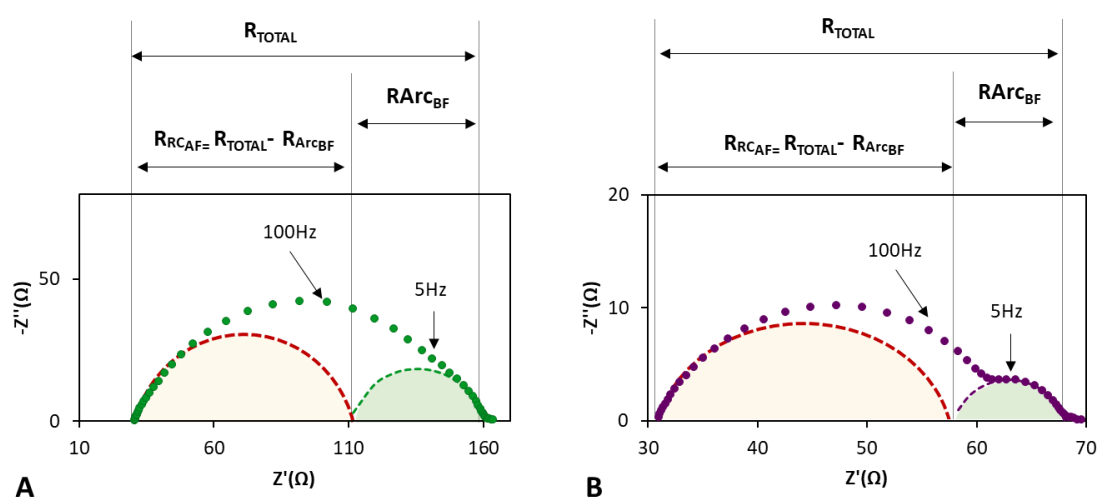 R_TOTAL
RArc_BF
R_RC_AF= R_TOTAL- R_ArcBF
100Hz
5Hz
50
0
-Z''(Ω)
10
60
110
160
Z'(Ω)
A
R_TOTAL
RArc_BF
R_RC_AF= R_TOTAL- R_ArcBF
20
100Hz
10
5Hz
0
-Z''(Ω)
30
40
50
60
70
Z'(Ω)
B